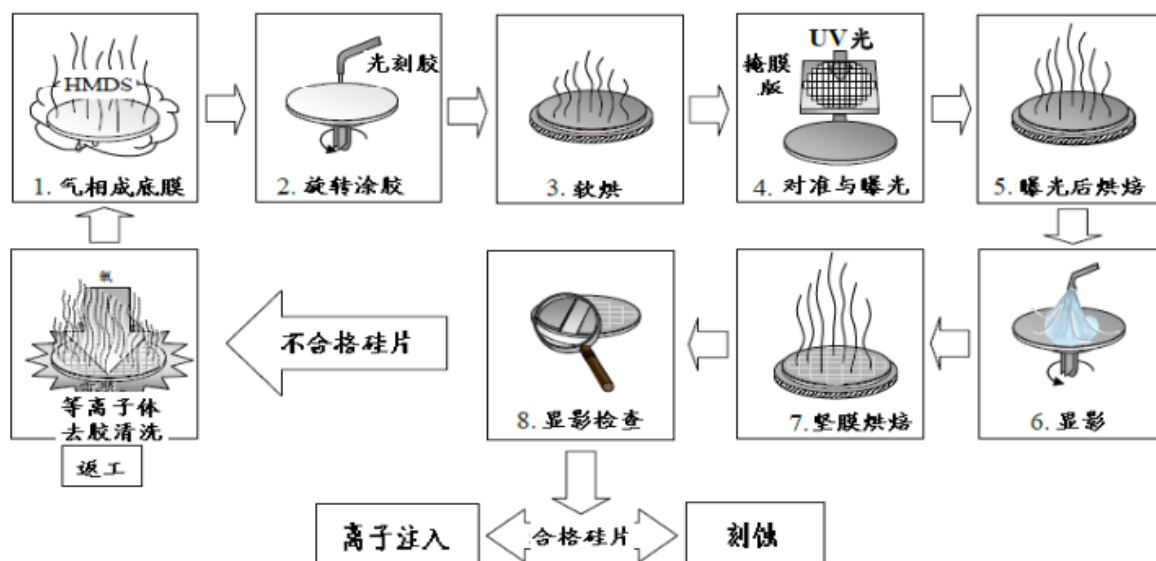 HMDS
1. 气相成底膜
光刻胶
2. 旋转涂胶
3. 软烘
UV光
掩膜
版
4. 对准与曝光
5. 曝光后烘焙
6. 显影
7. 坚膜烘焙
8. 显影检查
不合格硅片
氧
等离子体
去胶清洗
返工
离子注入
合格硅片
刻蚀